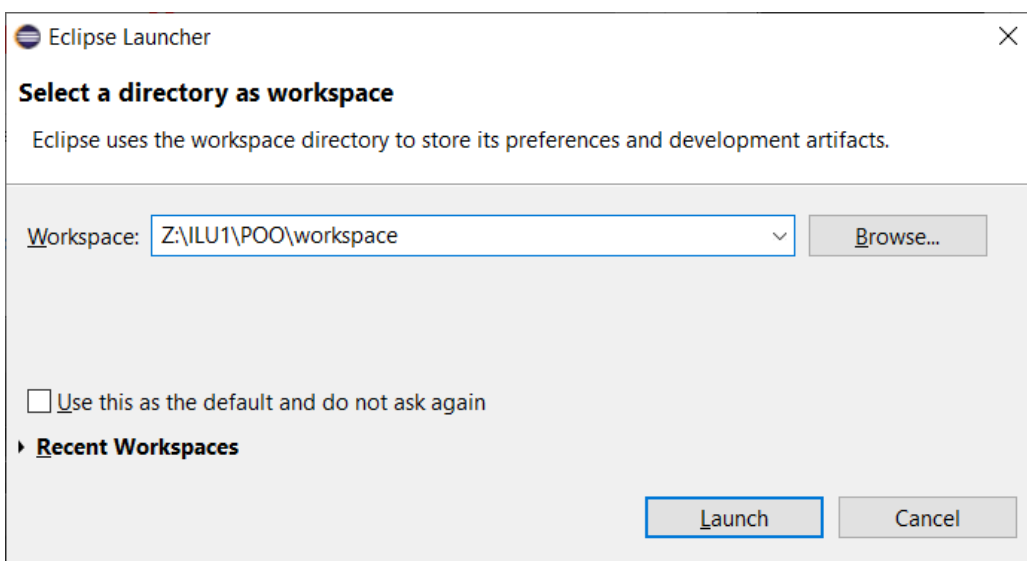 Eclipse Launcher
Select a directory as workspace
Eclipse uses the workspace directory to store its preferences and development artifacts.
Workspace: Z:\ILU1\POO\workspace Browse...
Use this as the default and do not ask again
Recent Workspaces
Launch Cancel